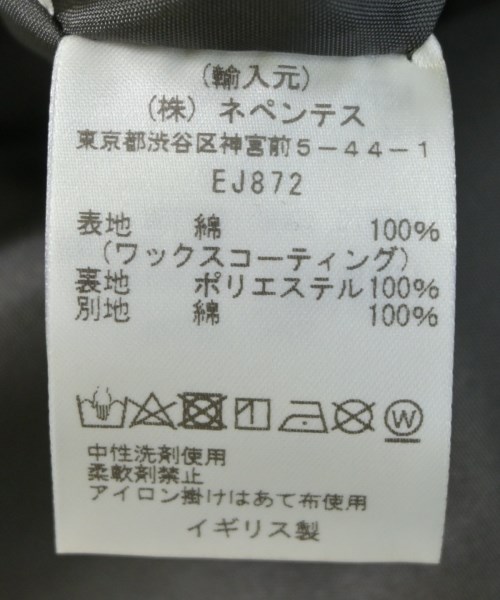 (輸入元)
(株) ネペンテス
東京都渋谷区神宮前5-44-1
EJ872
表地 綿 100%
(ワックスコーティング)
裏地 ポリエステル100%
別地 綿 100%
W
中性洗剤使用
柔軟剤禁止
アイロン掛けはあて布使用
イギリス製